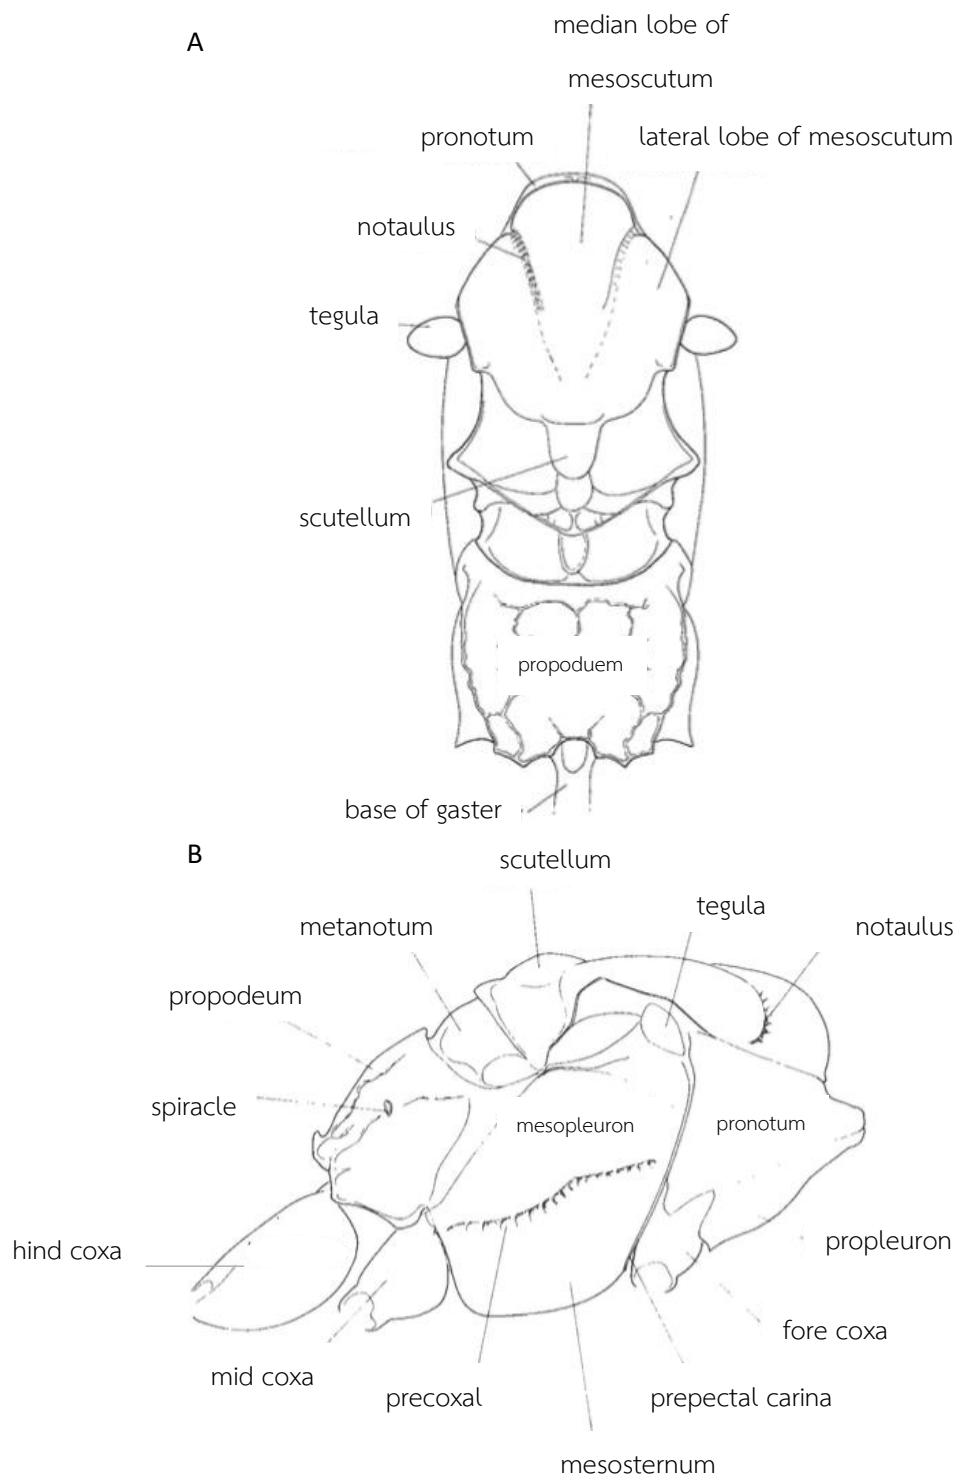 A
median lobe of
mesoscutum
pronotum
lateral lobe of mesoscutum
notaulus
tegula
scutellum
propoduem
base of gaster
B
scutellum
tegula
metanotum
notaulus
propodeum
spiracle
mesopleuron
pronotum
hind coxa
propleuron
fore coxa
mid coxa
precoxal
prepectal carina
mesosternum